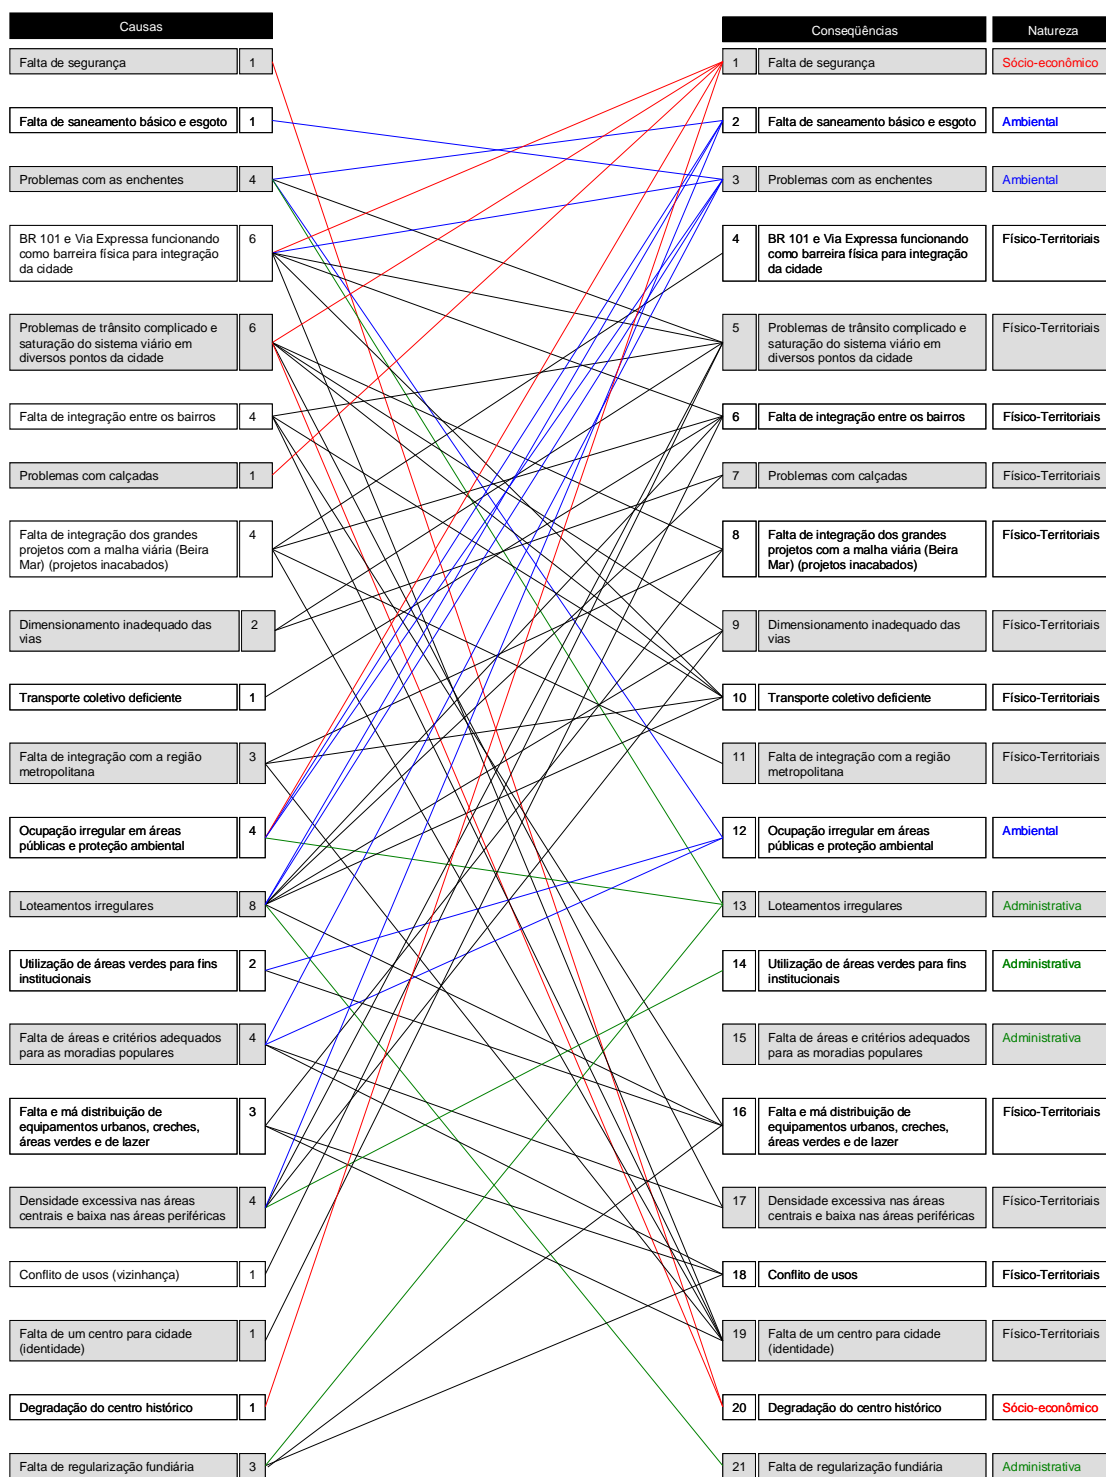 Causas
Conseqüências
Natureza
Falta de segurança
1
1
Falta de segurança
Sócio-econômico
Falta de saneamento básico e esgoto
1
2
Falta de saneamento básico e esgoto
Ambiental
Problemas com as enchentes
4
3
Problemas com as enchentes
Ambiental
BR 101 e Via Expressa funcionando
como barreira física para integração
da cidade
6
4
BR 101 e Via Expressa funcionando
como barreira física para integração
da cidade
Físico-Territoriais
Problemas de trânsito complicado e
saturação do sistema viário em
diversos pontos da cidade
6
5
Problemas de trânsito complicado e
saturação do sistema viário em
diversos pontos da cidade
Físico-Territoriais
Falta de integração entre os bairros
4
6
Falta de integração entre os bairros
Físico-Territoriais
Problemas com calçadas
1
7
Problemas com calçadas
Físico-Territoriais
Falta de integração dos grandes
projetos com a malha viária (Beira
Mar) (projetos inacabados)
4
8
Falta de integração dos grandes
projetos com a malha viária (Beira
Mar) (projetos inacabados)
Físico-Territoriais
Dimensionamento inadequado das
vias
2
9
Dimensionamento inadequado das
vias
Físico-Territoriais
Transporte coletivo deficiente
1
10
Transporte coletivo deficiente
Físico-Territoriais
Falta de integração com a região
metropolitana
3
11
Falta de integração com a região
metropolitana
Físico-Territoriais
Ocupação irregular em áreas
públicas e proteção ambiental
4
12
Ocupação irregular em áreas
públicas e proteção ambiental
Ambiental
Loteamentos irregulares
8
13
Loteamentos irregulares
Administrativa
Utilização de áreas verdes para fins
institucionais
2
14
Utilização de áreas verdes para fins
institucionais
Administrativa
Falta de áreas e critérios adequados
para as moradias populares
4
15
Falta de áreas e critérios adequados
para as moradias populares
Administrativa
Falta e má distribuição de
equipamentos urbanos, creches,
áreas verdes e de lazer
3
16
Falta e má distribuição de
equipamentos urbanos, creches,
áreas verdes e de lazer
Físico-Territoriais
Densidade excessiva nas áreas
centrais e baixa nas áreas periféricas
4
17
Densidade excessiva nas áreas
centrais e baixa nas áreas periféricas
Físico-Territoriais
Conflito de usos (vizinhança)
1
18
Conflito de usos
Físico-Territoriais
Falta de um centro para cidade
(identidade)
1
19
Falta de um centro para cidade
(identidade)
Físico-Territoriais
Degradação do centro histórico
1
20
Degradação do centro histórico
Sócio-econômico
Falta de regularização fundiária
3
21
Falta de regularização fundiária
Administrativa